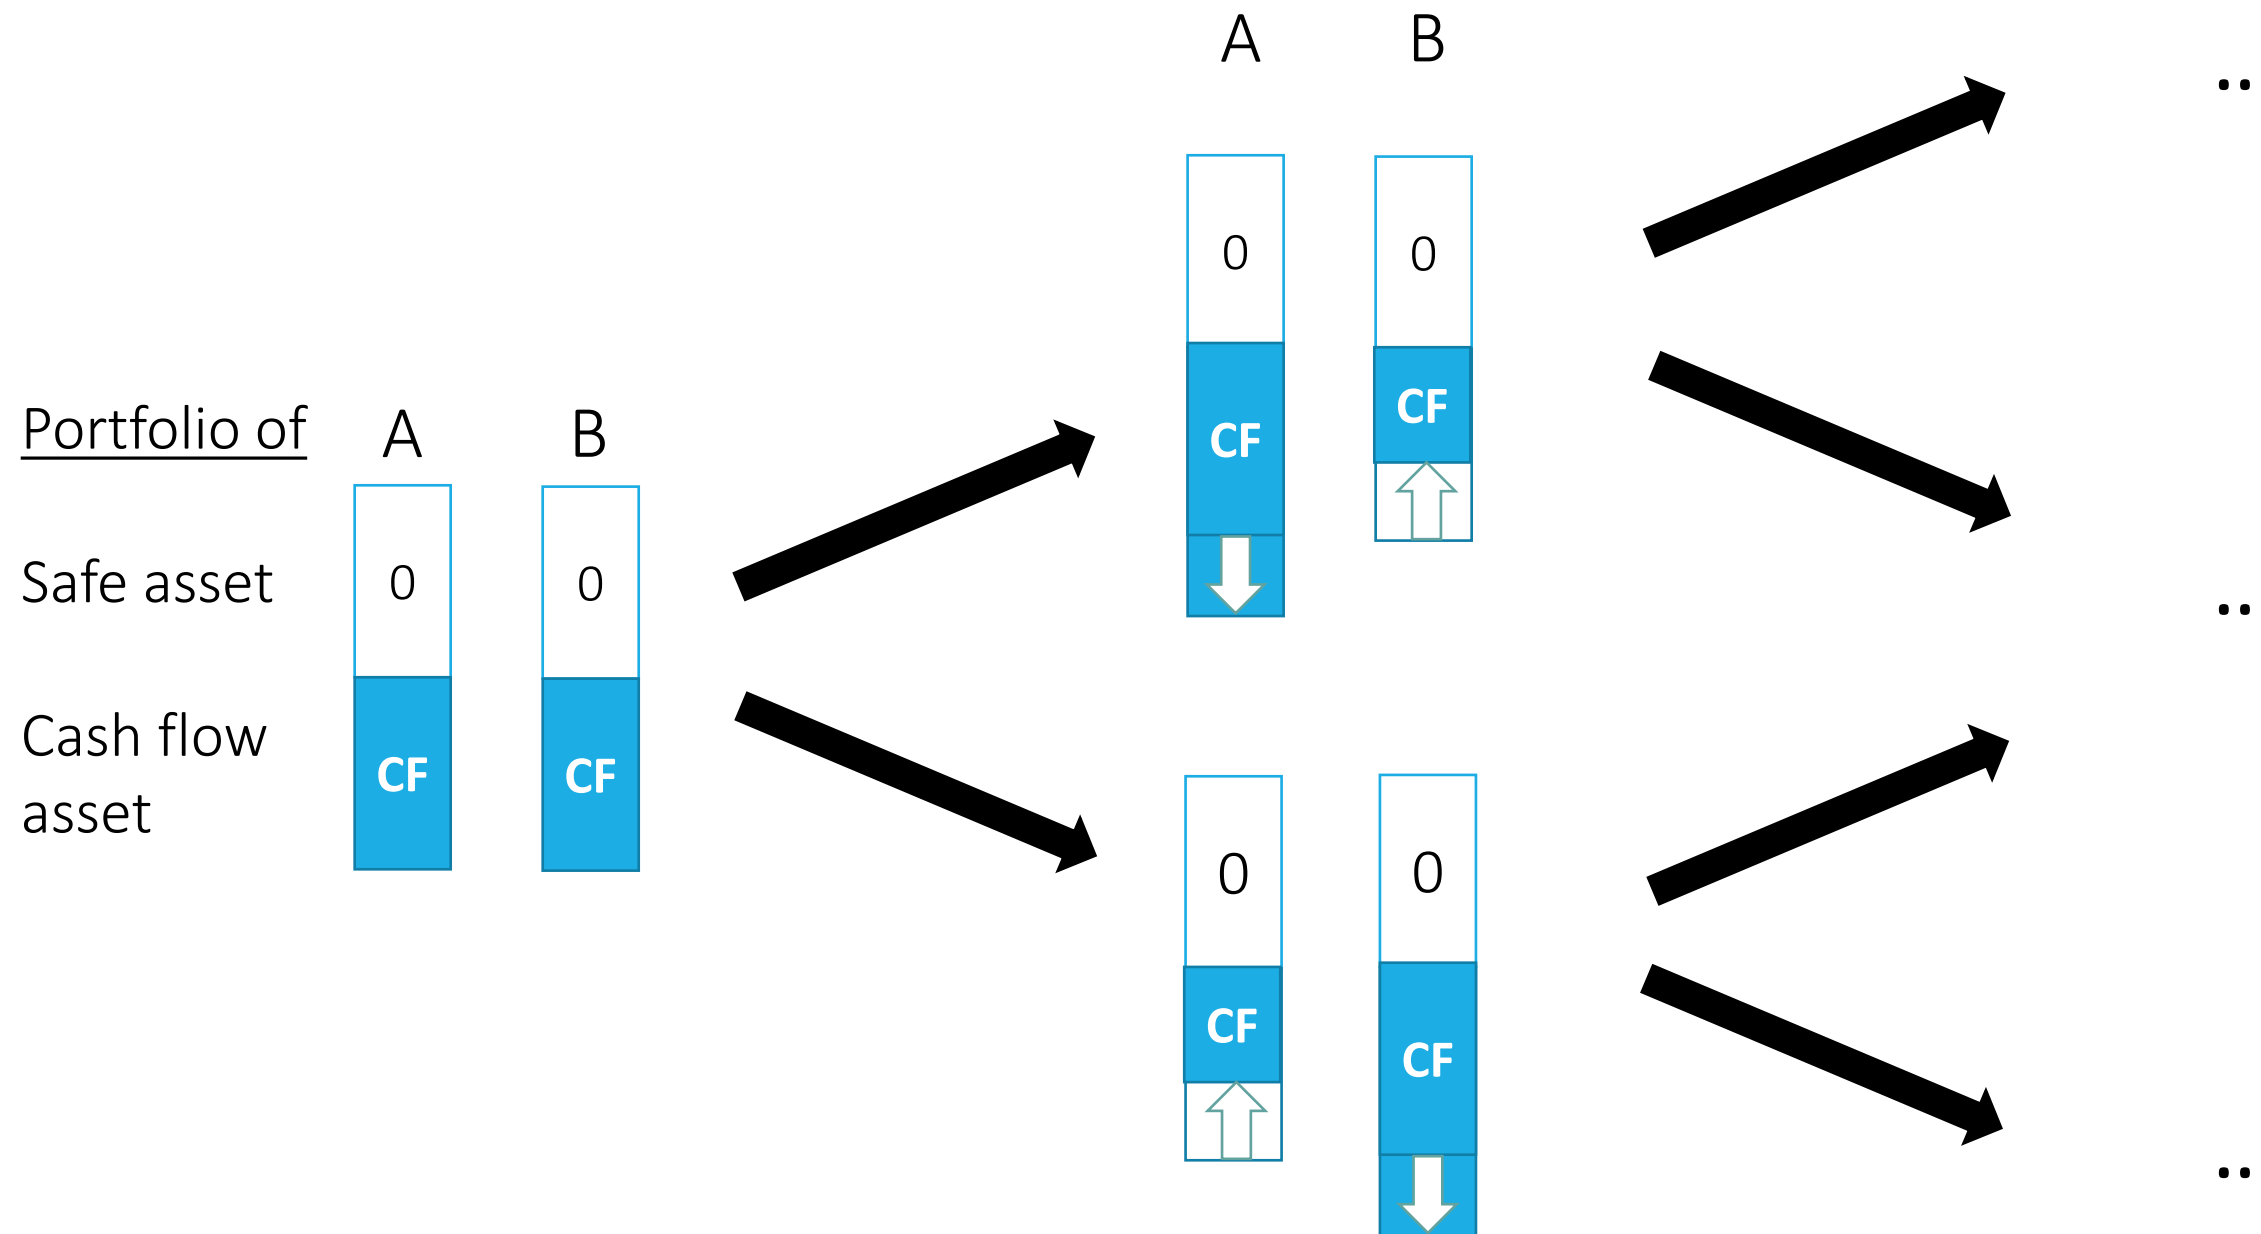 A B
..
0 0
CF CF
Portfolio of A B
Safe asset 0 0
..
Cash flow
asset
CF CF
0 0
CF CF
..